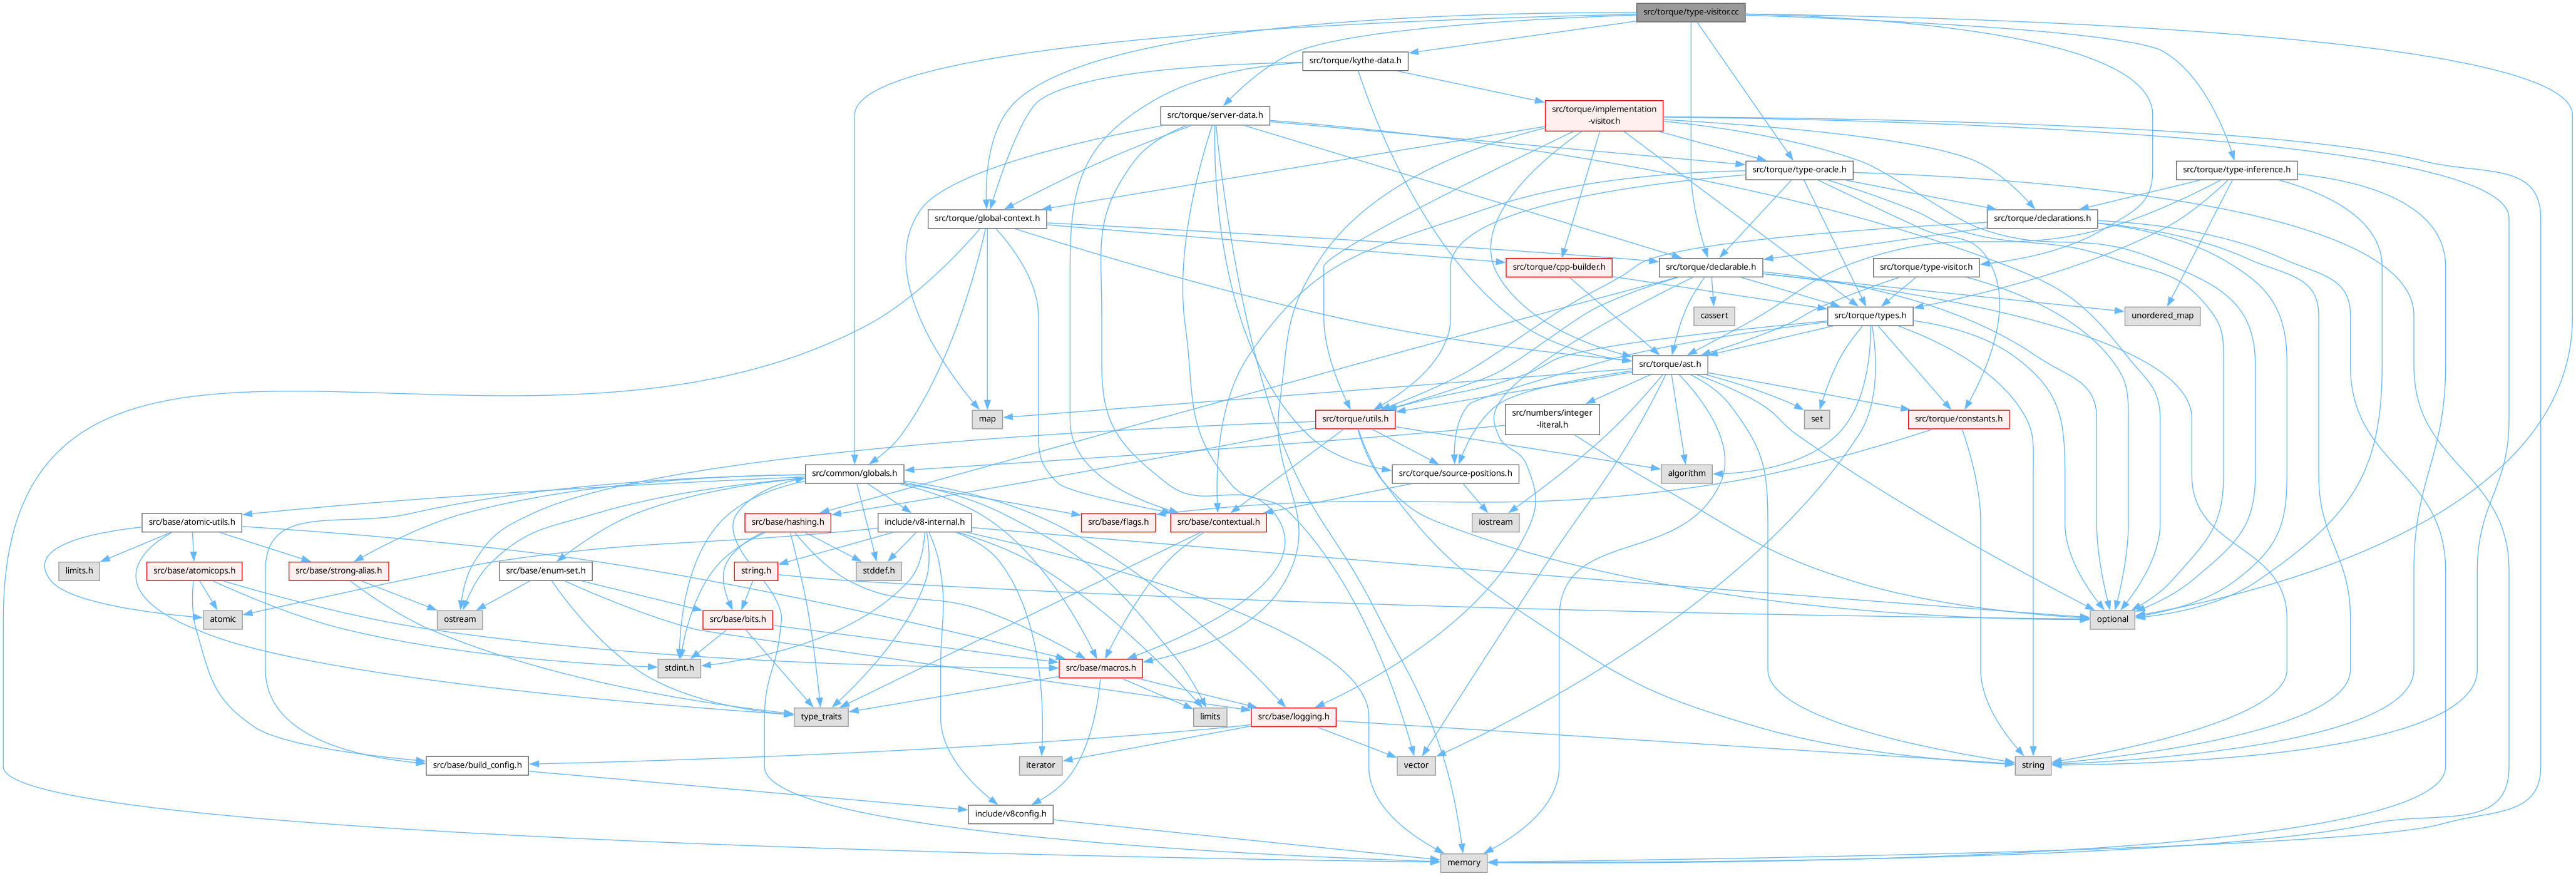 src/torque/type-visitor.cc
src/torque/kythe-data.h
src/torque/server-data.h
src/torque/implementation
-visitor.h
src/torque/type-oracle.h
src/torque/type-inference.h
src/torque/global-context.h
src/torque/declarations.h
src/torque/cpp-builder.h
src/torque/declarable.h
src/torque/type-visitor.h
cassert
src/torque/types.h
unordered_map
src/torque/ast.h
map
src/torque/utils.h
src/numbers/integer
-literal.h
set
src/torque/constants.h
src/common/globals.h
src/torque/source-positions.h
algorithm
src/base/atomic-utils.h
src/base/hashing.h
include/v8-internal.h
src/base/flags.h
src/base/contextual.h
iostream
limits.h
src/base/atomicops.h
src/base/strong-alias.h
src/base/enum-set.h
string.h
stddef.h
atomic
ostream
src/base/bits.h
optional
stdint.h
src/base/macros.h
type_traits
limits
src/base/logging.h
src/base/build_config.h
iterator
vector
string
include/v8config.h
memory